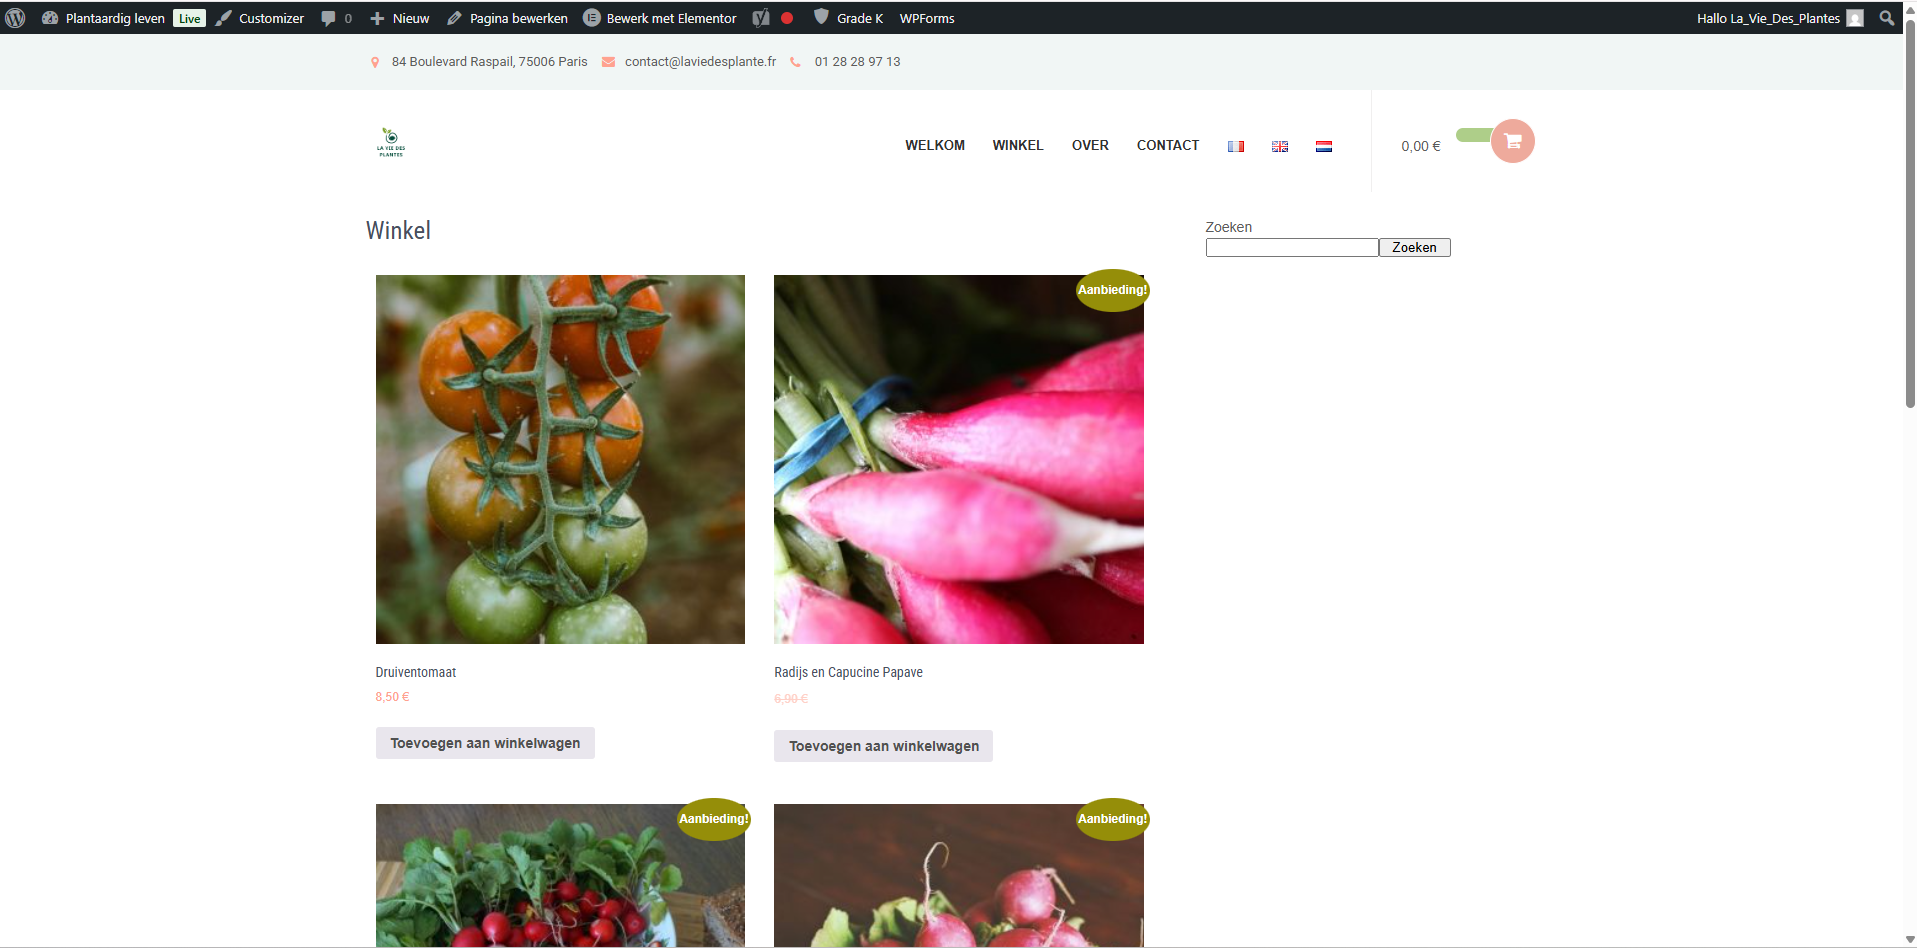 Plantaardig leven Live Customizer 0 Nieuw Pagina bewerken Bewerk met Elementor Grade K WPForms Hallo La_Vie_Des_Plantes
84 Boulevard Raspail, 75006 Paris contact@laviedesplante.fr 01 28 28 97 13
LA VIE DES
PLANTES
WELKOM WINKEL OVER CONTACT 0,00 €
Winkel
Zoeken
Zoeken
Aanbieding!
Druiventomaat
8,50 €
Toevoegen aan winkelwagen
Radijs en Capucine Papave
6,90 €
Toevoegen aan winkelwagen
Aanbieding!
Aanbieding!